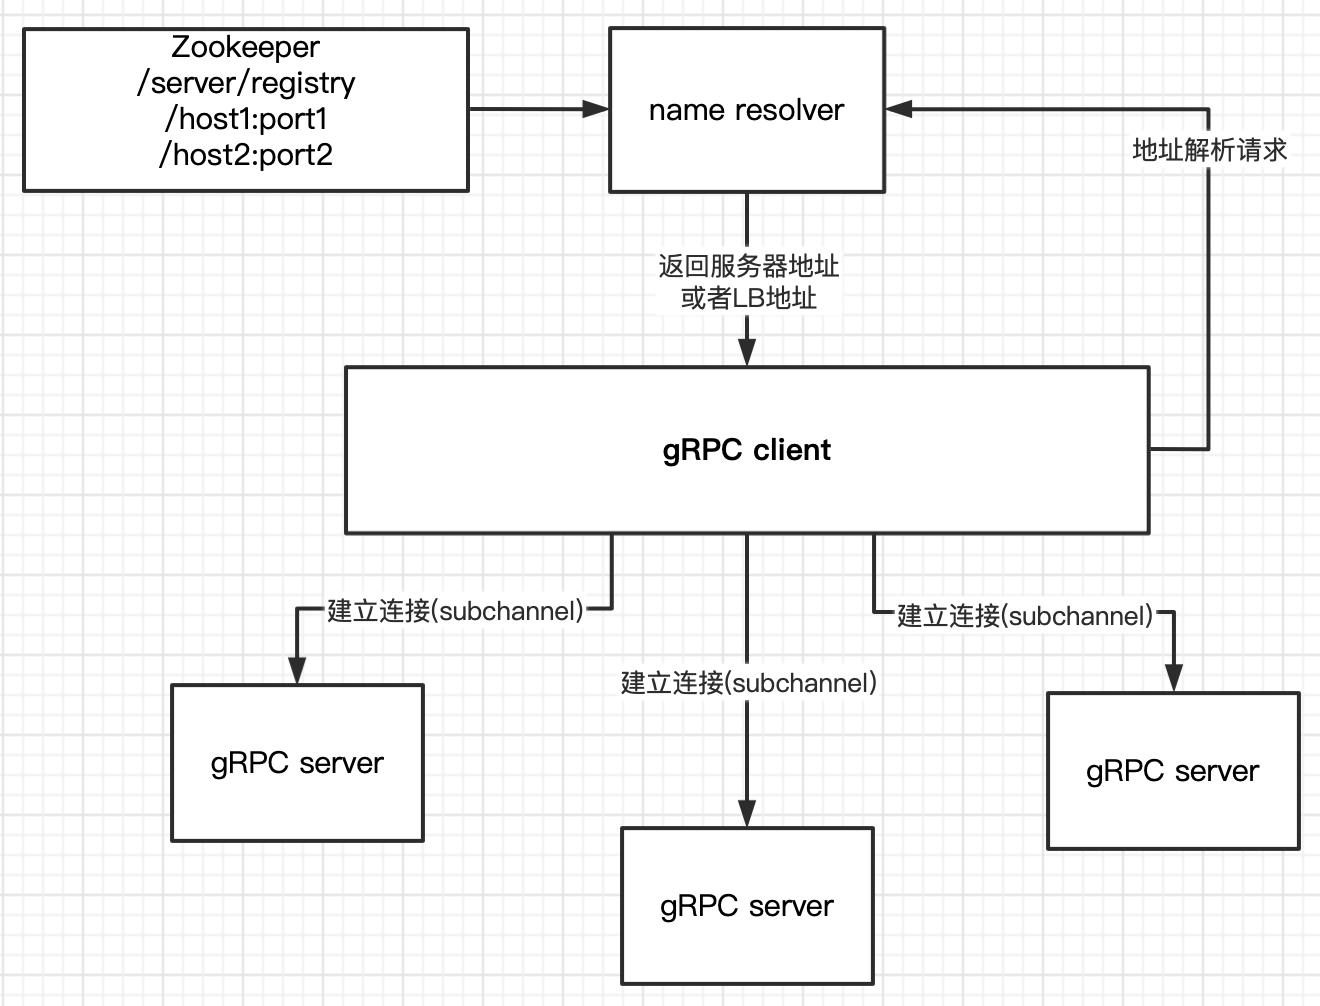 Zookeeper
/server/registry
/host1:port1
/host2:port2
name resolver
地址解析请求
返回服务器地址
或者LB地址
gRPC client
建立连接(subchannel)
建立连接(subchannel)
建立连接(subchannel)
gRPC server
gRPC server
gRPC server